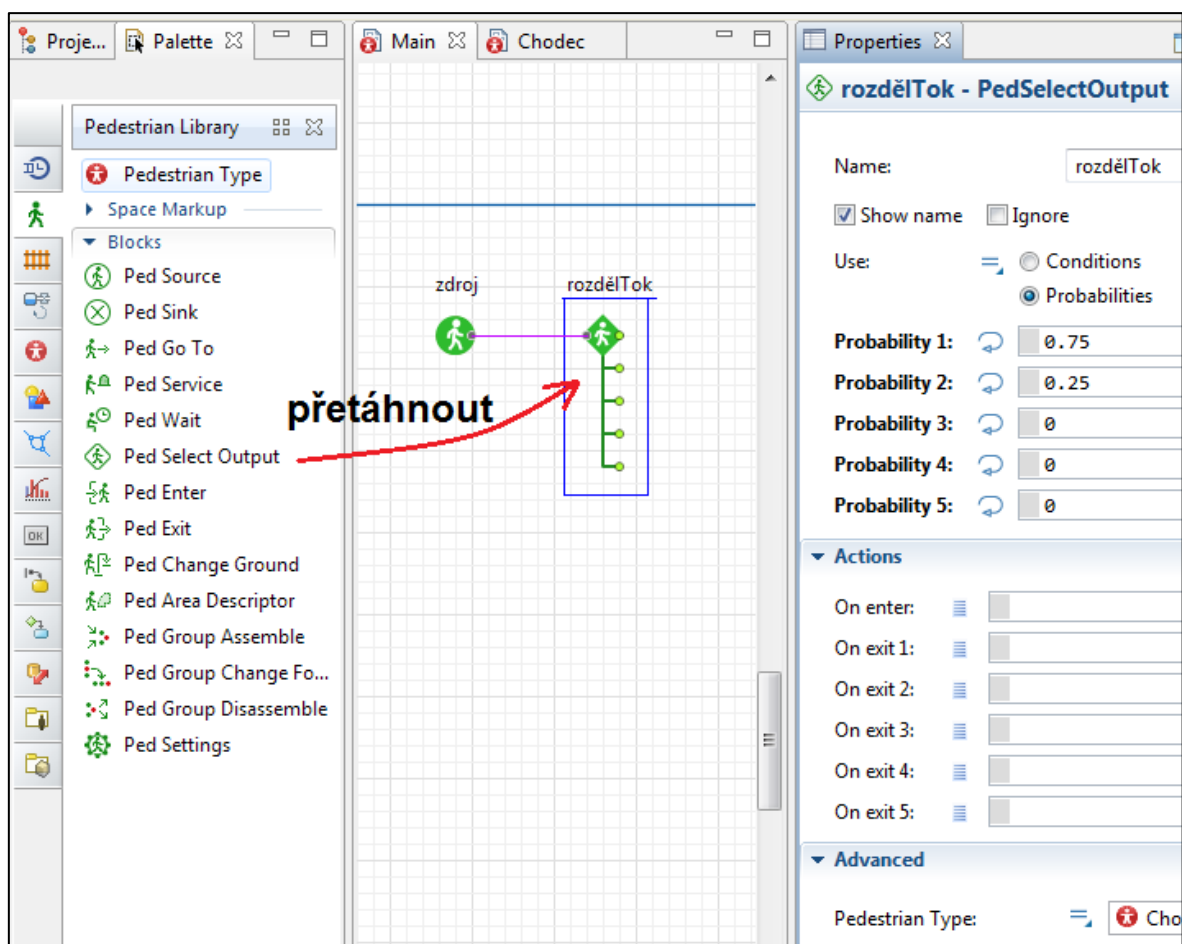 Proje...
Palette
Pedestrian Library
Pedestrian Type
Space Markup
Blocks
Ped Source
Ped Sink
Ped Go To
Ped Service
Ped Wait
Ped Select Output
Ped Enter
Ped Exit
Ped Change Ground
Ped Area Descriptor
Ped Group Assemble
Ped Group Change Fo...
Ped Group Disassemble
Ped Settings
OK
Main
Chodec
zdroj
rozdělTok
přetáhnout
Properties
rozdělTok - PedSelectOutput
Name: rozdělTok
Show name Ignore
Use: Conditions
Probabilities
Probability 1: 0.75
Probability 2: 0.25
Probability 3: 0
Probability 4: 0
Probability 5: 0
Actions
On enter:
On exit 1:
On exit 2:
On exit 3:
On exit 4:
On exit 5:
Advanced
Pedestrian Type: Cho